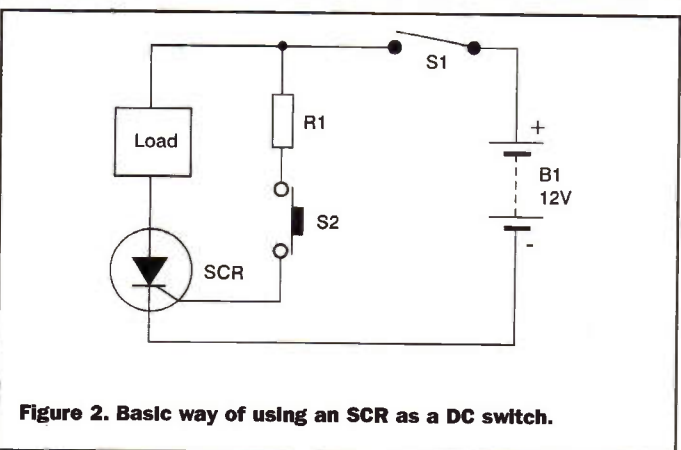 S1
R1
Load
+
B1
12V
S2
-
SCR
Figure 2. Basic way of using an SCR as a DC switch.